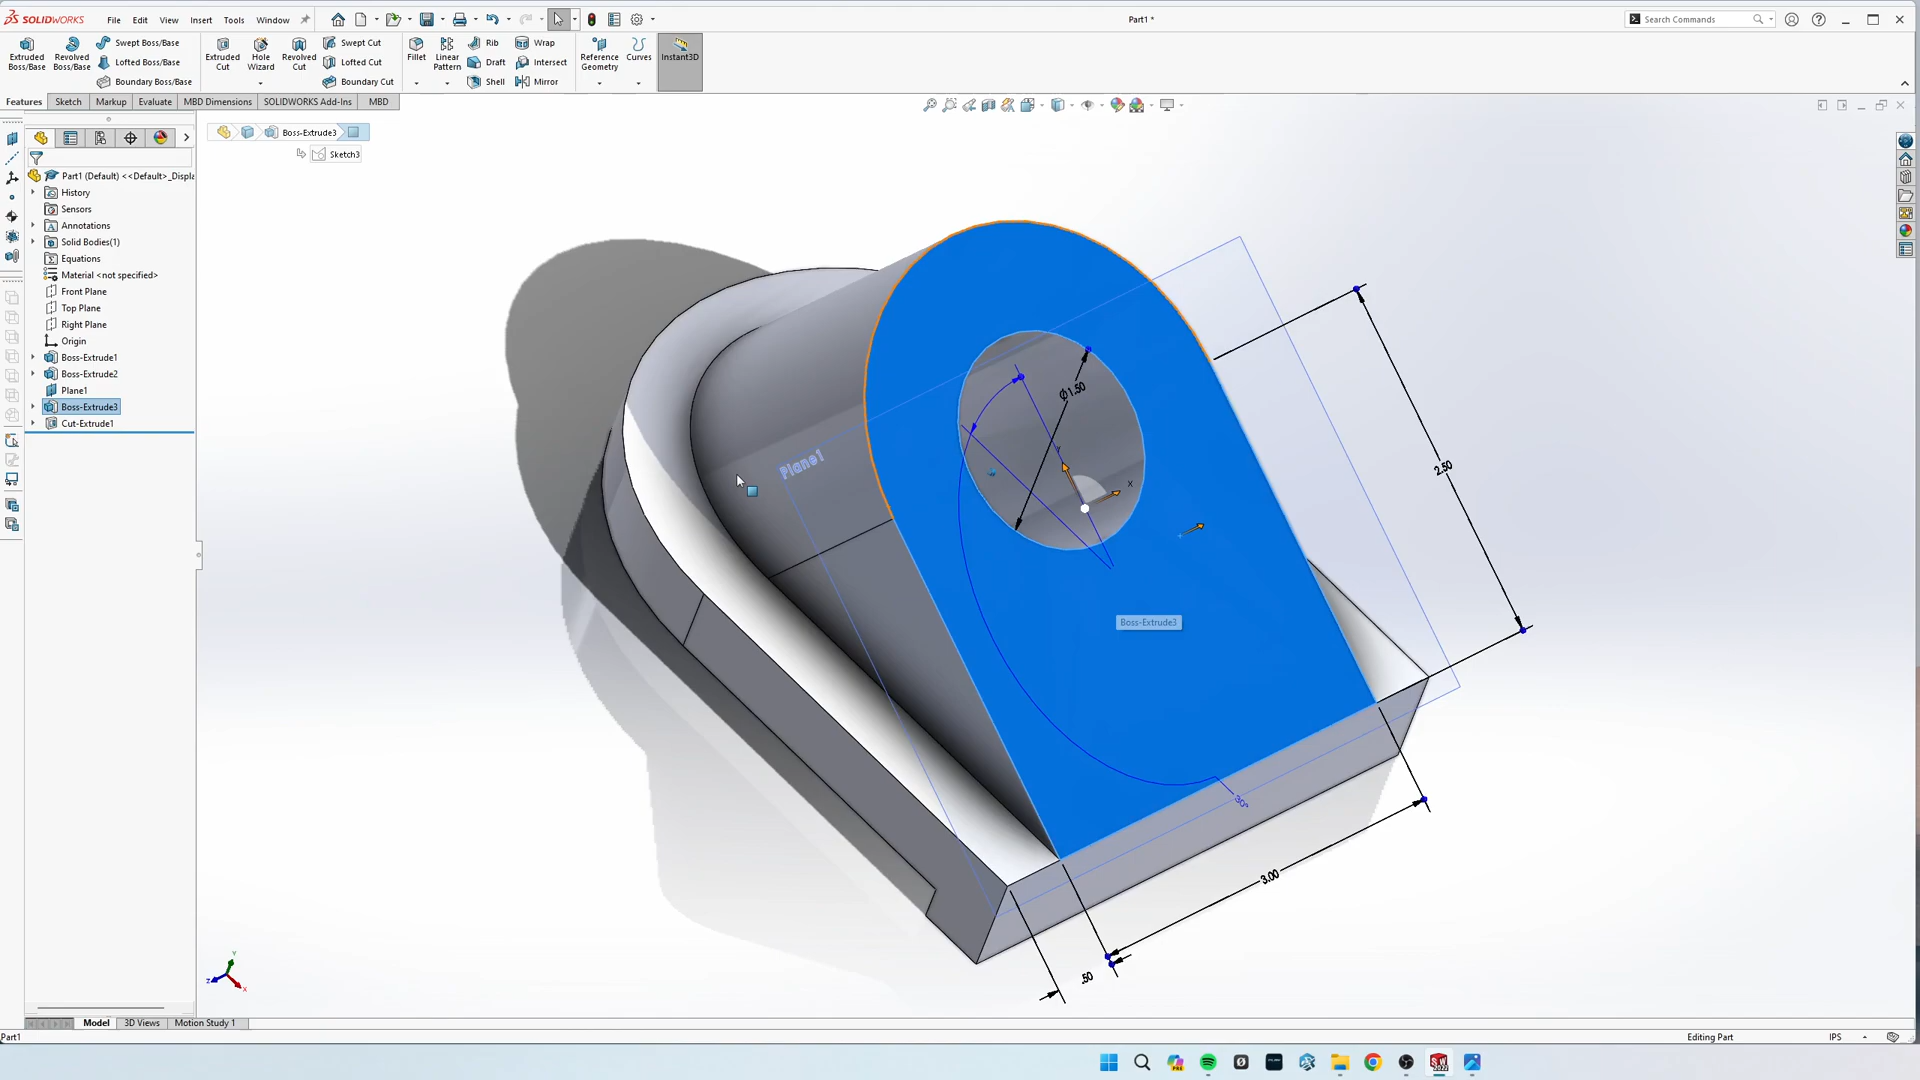 SOLIDWORKS File Edit View Insert Tools Window Part1 * Search Commands
Extruded Boss/Base
Revolved Boss/Base
Swept Boss/Base
Lofted Boss/Base
Boundary Boss/Base
Extruded Cut
Hole Wizard
Revolved Cut
Swept Cut
Lofted Cut
Boundary Cut
Fillet
Linear Pattern
Rib
Draft
Shell
Wrap
Intersect
Mirror
Reference Geometry
Curves
Instant3D
Features Sketch Markup Evaluate MBD Dimensions SOLIDWORKS Add-Ins MBD
Boss-Extrude3
Sketch3
Part1 (Default) <<Default>_Displa
History
Sensors
Annotations
Solid Bodies(1)
Equations
Material <not specified>
Front Plane
Top Plane
Right Plane
Origin
Boss-Extrude1
Boss-Extrude2
Plane1
Boss-Extrude3
Cut-Extrude1
Ø1.50
Plane1
Y
X
2.50
Boss-Extrude3
30°
3.00
.50
Y
Z
X
Model 3D Views Motion Study 1
Part1 Editing Part IPS